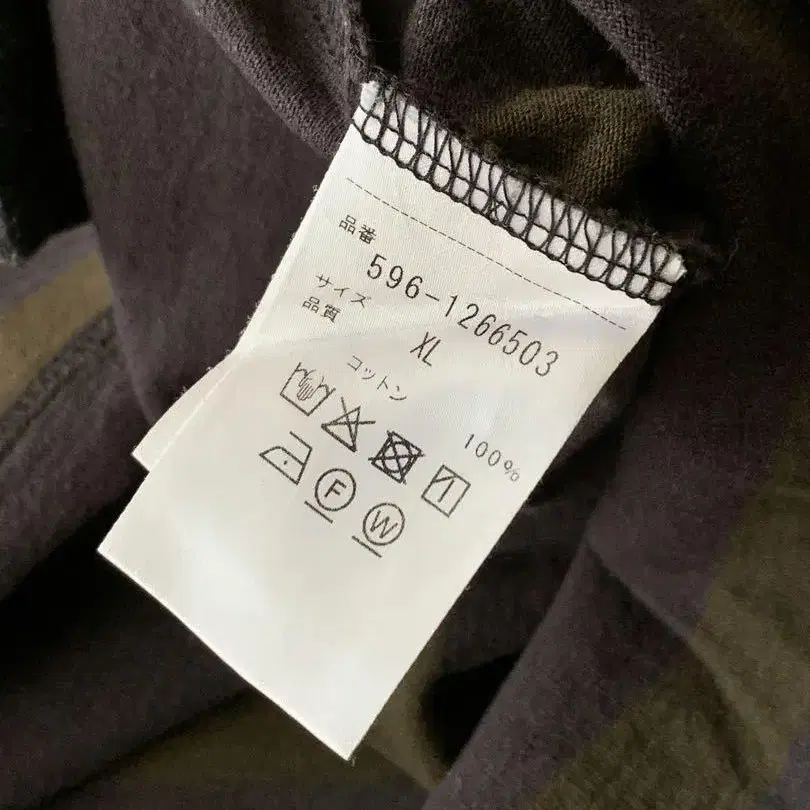 品番
596-1266503
サイズ XL
品質
コットン 100%
F W